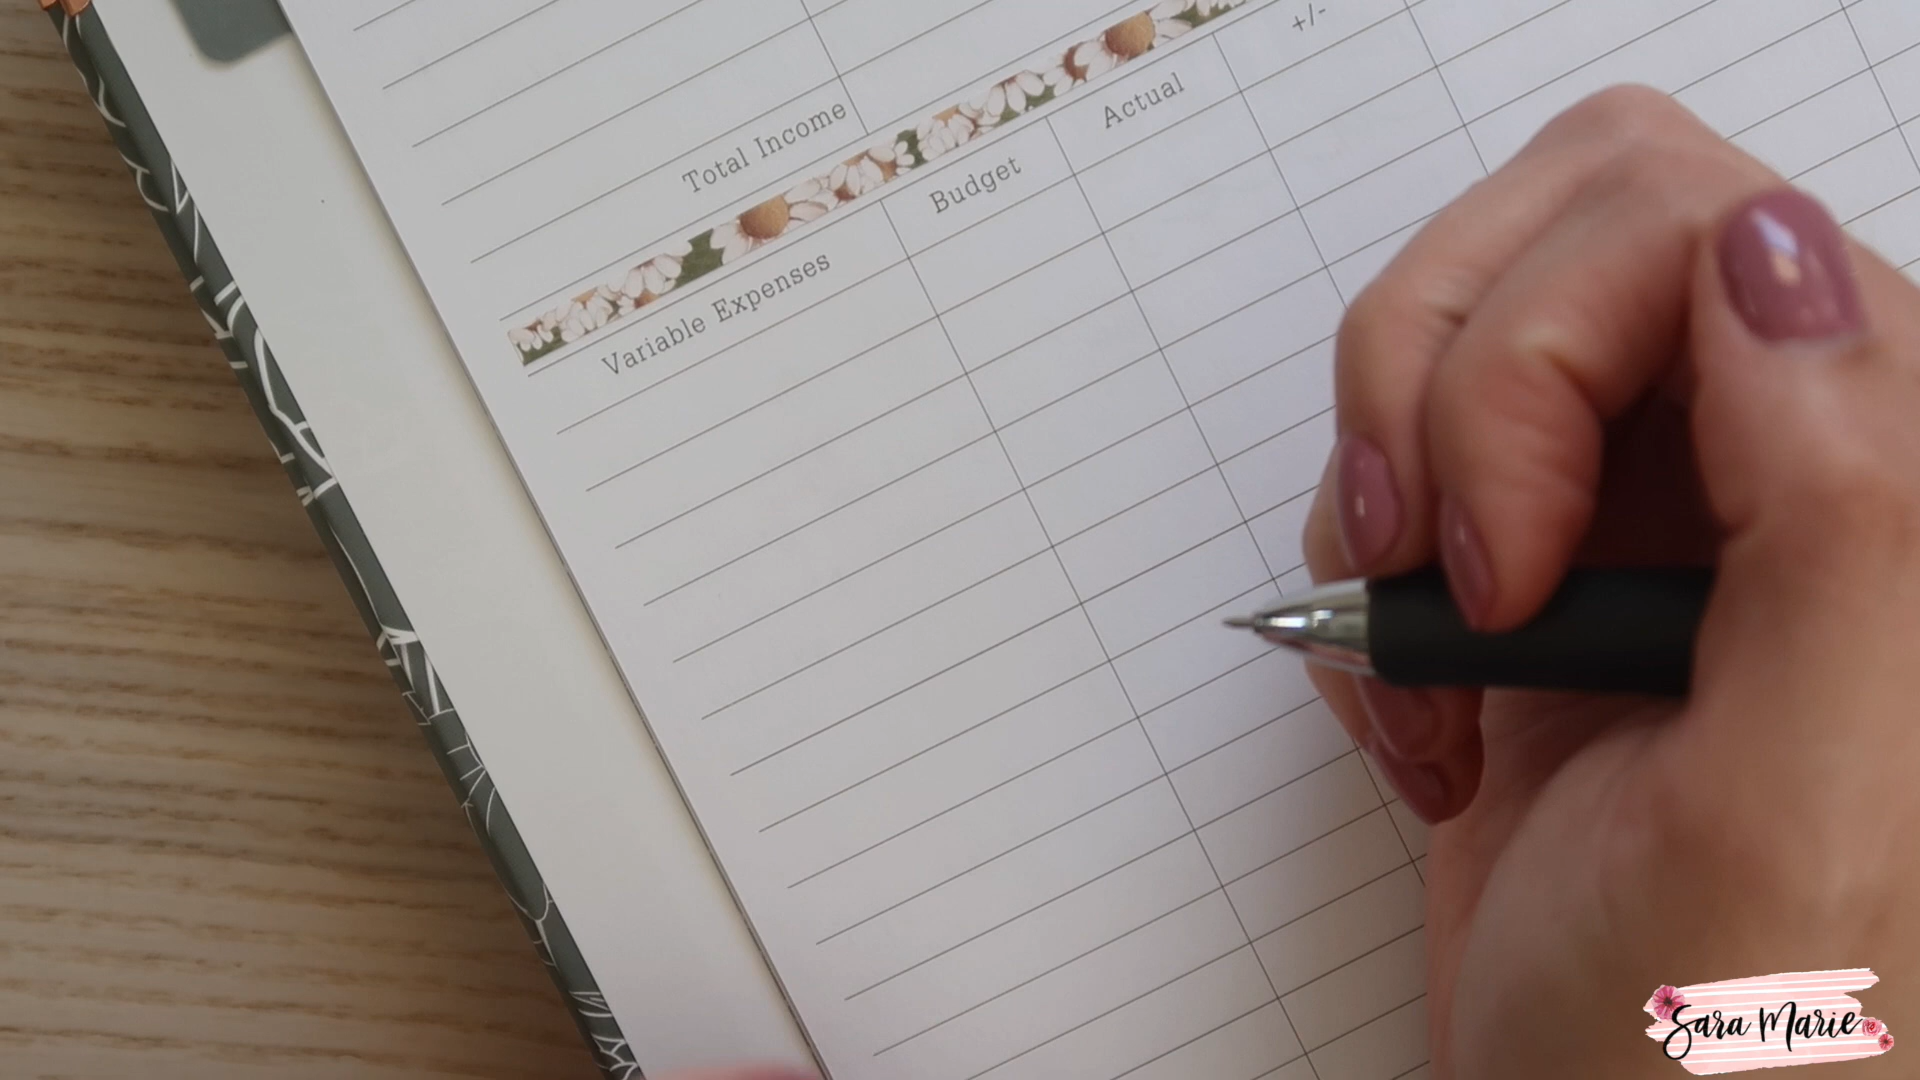 Total Income
Variable Expenses
Budget
Actual
+/-
Sara Marie